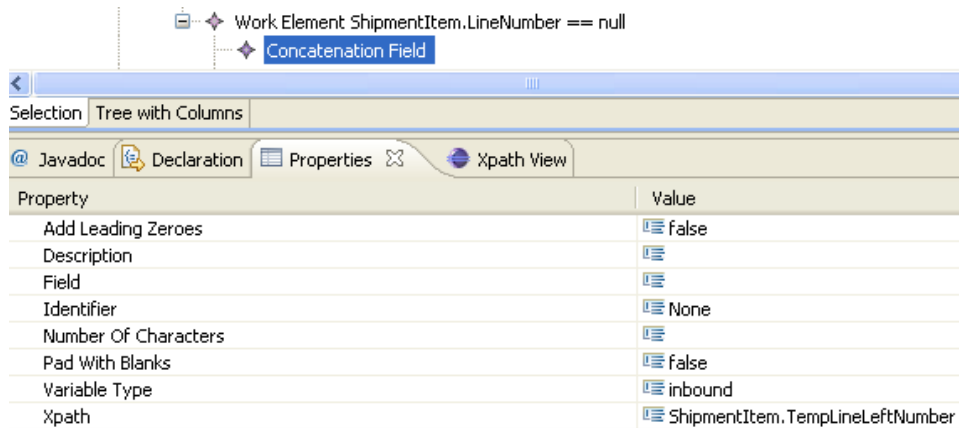 Work Element ShipmentItem.LineNumber == null
Concatenation Field
Selection Tree with Columns
@ Javadoc Declaration Properties Xpath View
Property Value
Add Leading Zeroes false
Description
Field
Identifier None
Number Of Characters
Pad With Blanks false
Variable Type inbound
Xpath ShipmentItem.TempLineLeftNumber